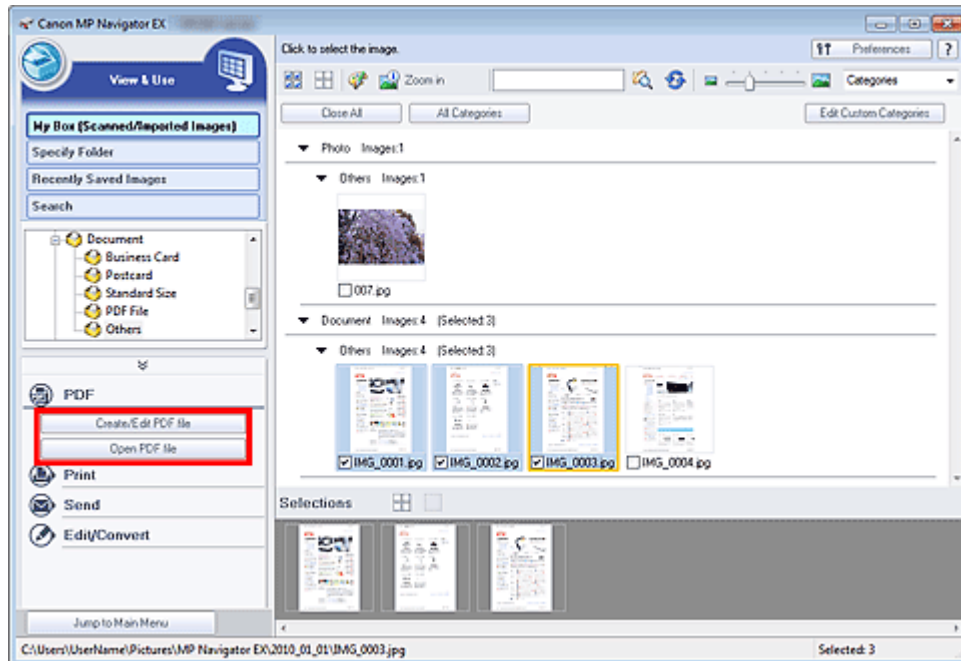 Canon MP Navigator EX
Click to select the image.
Preferences
?
View & Use
Zoom in
Categories
Close All
All Categories
Edit Custom Categories
My Box (Scanned/Imported Images)
Specify Folder
Recently Saved Images
Search
Document
Business Card
Postcard
Standard Size
PDF File
Others
PDF
Create/Edit PDF file
Open PDF file
Print
Send
Edit/Convert
Jump to Main Menu
Photo Images:1
Others Images:1
007.jpg
Document Images:4 (Selected:3)
Others Images:4 (Selected:3)
IMG_0001.jpg IMG_0002.jpg IMG_0003.jpg IMG_0004.jpg
Selections
C:\Users\UserName\Pictures\MP Navigator EX\2010_01_01\IMG_0003.jpg
Selected: 3